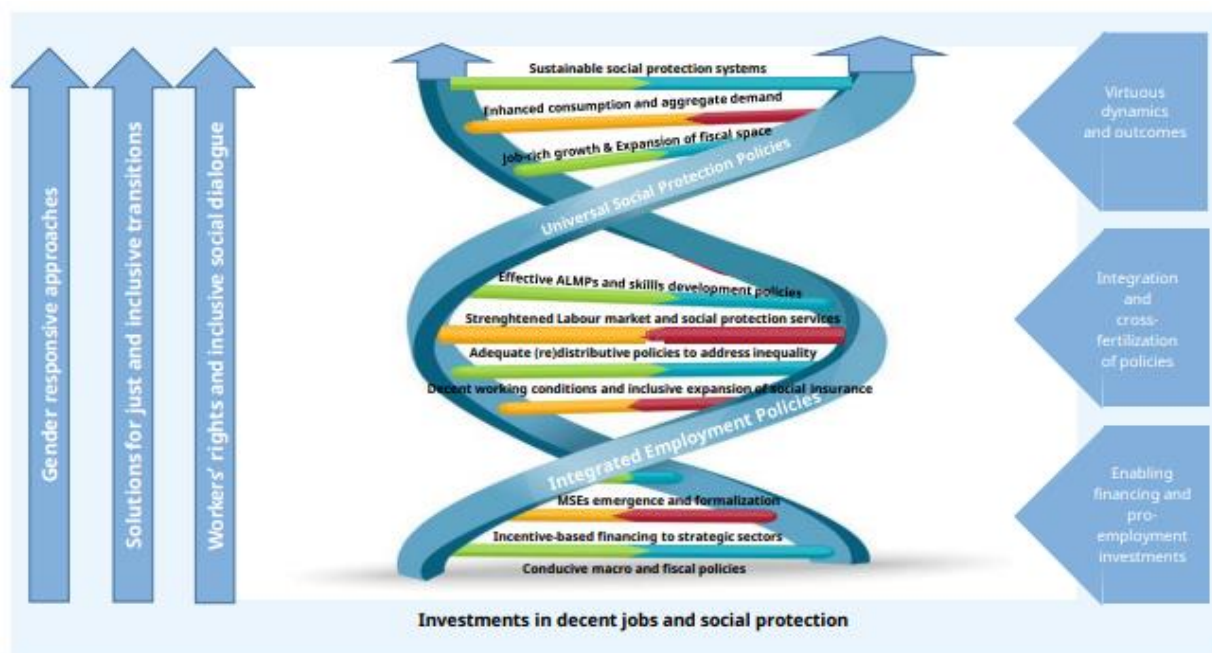 Gender responsive approaches
Solutions for just and inclusive transitions
Workers' rights and inclusive social dialogue
Sustainable social protection systems
Enhanced consumption and aggregate demand
Job-rich growth & Expansion of fiscal space
Universal Social Protection Policies
Effective ALMPs and skillls development policies
Strenghtened Labour market and social protection services
Adequate (re)distributive policies to address inequality
Decent working conditions and inclusive expansion of social insurance
Integrated Employment Policies
MSEs emergence and formalization
Incentive-based financing to strategic sectors
Conducive macro and fiscal policies
Investments in decent jobs and social protection
Virtuous
dynamics
and outcomes
Integration
and
cross-
fertilization
of policies
Enabling
financing and
pro-
employment
investments